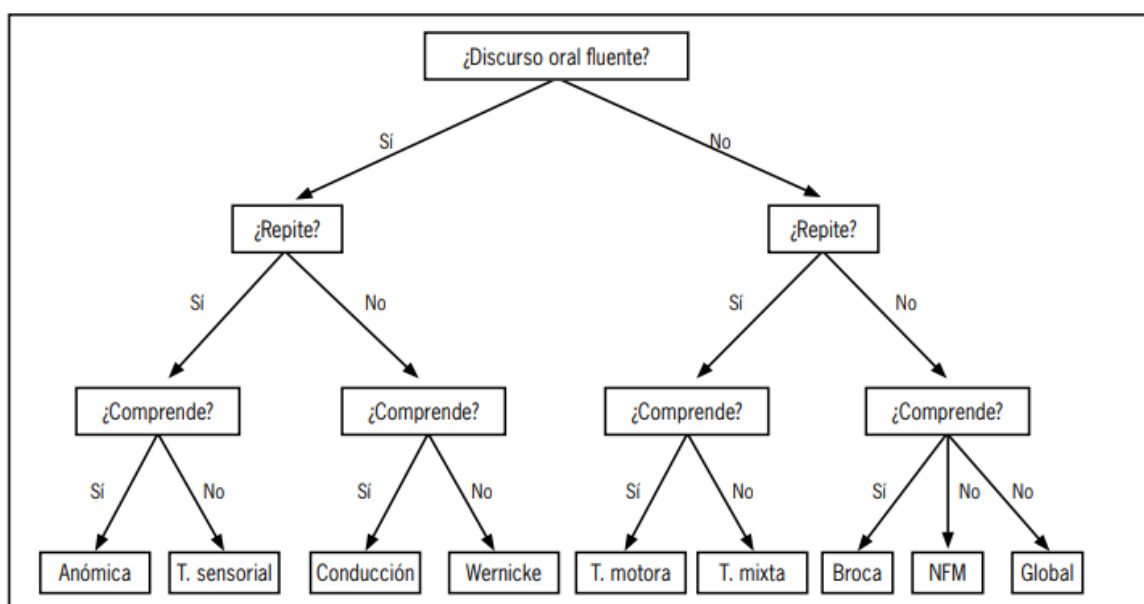 ¿Discurso oral fluente?
Sí
No
¿Repite?
¿Repite?
Sí
No
Sí
No
¿Comprende?
¿Comprende?
¿Comprende?
¿Comprende?
Sí
No
Sí
No
Sí
No
Sí
No
No
Anómica
T. sensorial
Conducción
Wernicke
T. motora
T. mixta
Broca
NFM
Global